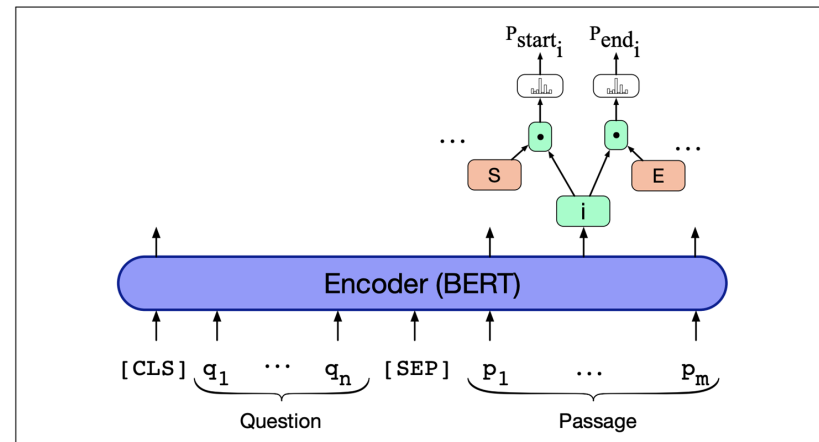 P_start_i P_end_i
... ...
S E
i
Encoder (BERT)
[CLS] q_1 ... q_n [SEP] p_1 ... p_m
Question Passage